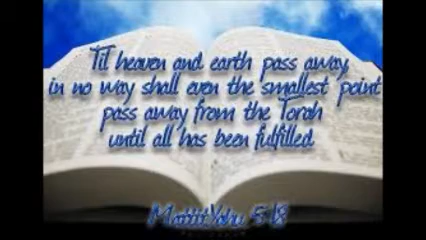 Til heaven and earth pass away,
in no way shall even the smallest point
pass away from the Torah
until all has been fulfilled
MattitYahu 5:18